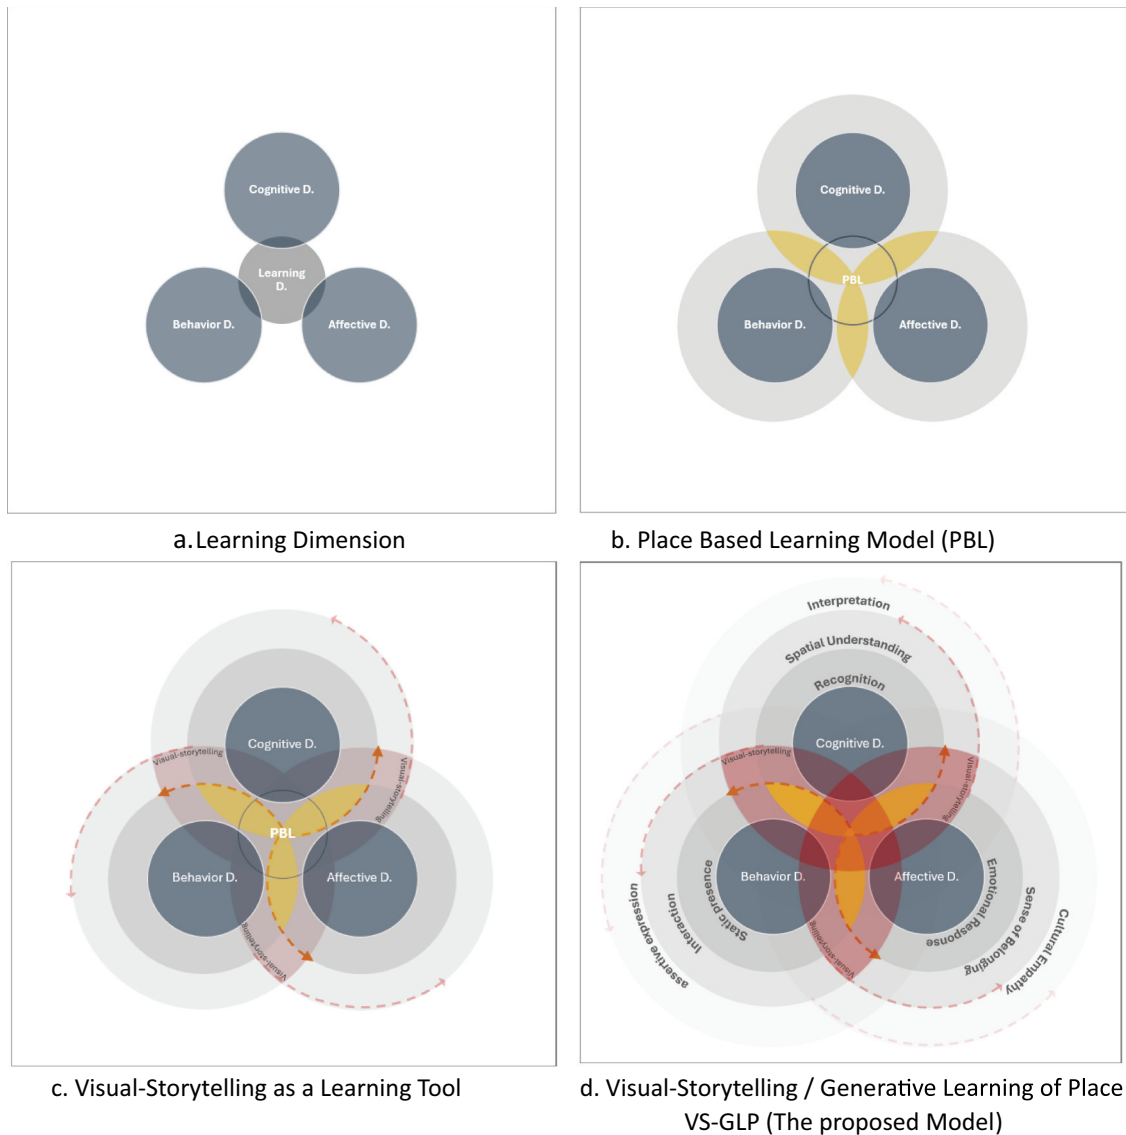 Cognitive D.
Learning
D.
Behavior D.
Affective D.
a. Learning Dimension
Cognitive D.
PBL
Behavior D.
Affective D.
b. Place Based Learning Model (PBL)
Cognitive D.
Visual-storytelling
Visual-storytelling
PBL
Behavior D.
Affective D.
Visual-storytelling
c. Visual-Storytelling as a Learning Tool
Interpretation
Spatial Understanding
Recognition
Cognitive D.
Visual-storytelling
Visual-storytelling
Behavior D.
Affective D.
Static presence
Interaction
assertive expression
Emotional Response
Sense of Belonging
Cultural Empathy
Visual-storytelling
d. Visual-Storytelling / Generative Learning of Place
VS-GLP (The proposed Model)